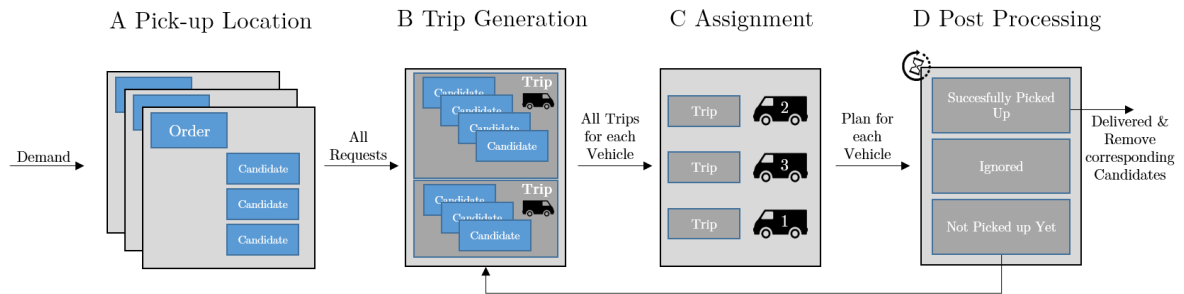 A Pick-up Location
B Trip Generation
C Assignment
D Post Processing
Demand
Order
Candidate
Candidate
Candidate
All
Requests
Trip
Candidate
Candidate
Candidate
Candidate
Trip
Candidate
Candidate
Candidate
All Trips
for each
Vehicle
Trip
2
Trip
3
Trip
1
Plan for
each
Vehicle
Succesfully Picked
Up
Ignored
Not Picked up Yet
Delivered &
Remove
corresponding
Candidates